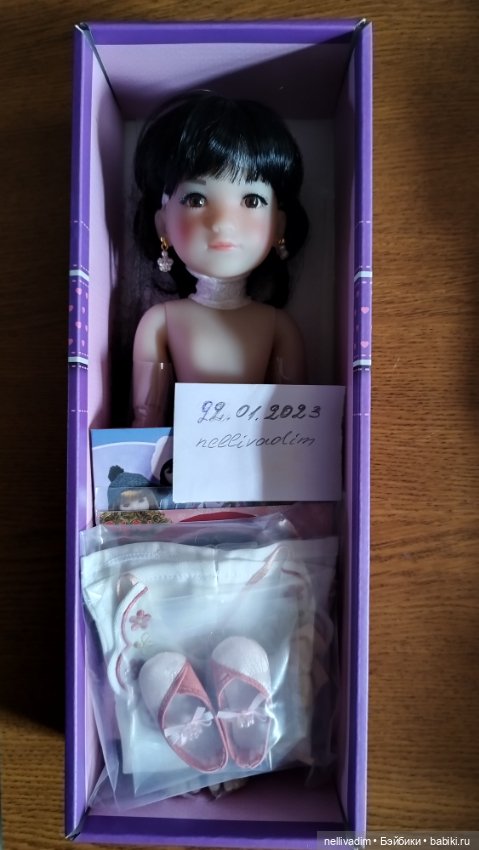 22.01.2023
nellivadim
nellivadim • Бэйбики • babiki.ru